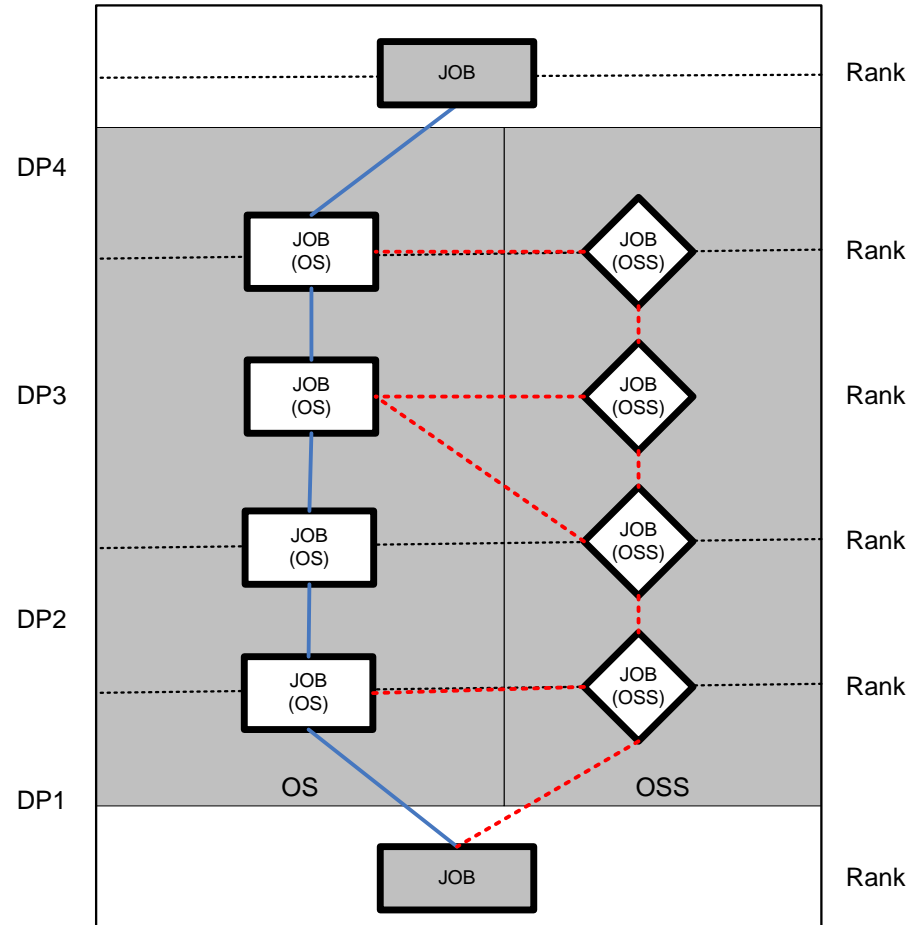 JOB
Rank
DP4
JOB
(OS)
JOB
(OSS)
Rank
DP3
JOB
(OS)
JOB
(OSS)
Rank
JOB
(OS)
JOB
(OSS)
Rank
DP2
JOB
(OS)
JOB
(OSS)
Rank
OS
OSS
DP1
JOB
Rank